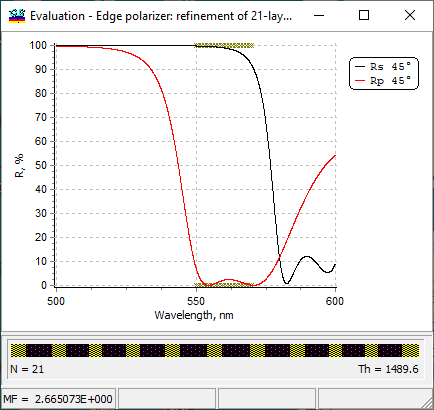 Evaluation - Edge polarizer: refinement of 21-lay...
100
90
80
70
60
50
40
30
20
10
0
R, %
Rs 45°
Rp 45°
500
550
600
Wavelength, nm
N = 21
Th = 1489.6
MF = 2.665073E+000